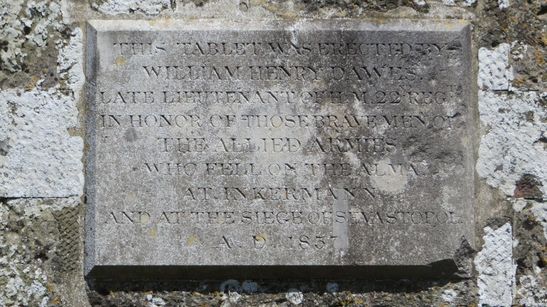 THIS TABLET WAS ERECTED BY
WILLIAM HENRY DAWES
LATE LIEUTENANT OF H.M. 22 REGT
IN HONOR OF THOSE BRAVE MEN OF
THE ALLIED ARMIES
WHO FELL ON THE ALMA
AT INKERMANN
AND AT THE SIEGE OF SEVASTOPOL
A. D. 1857